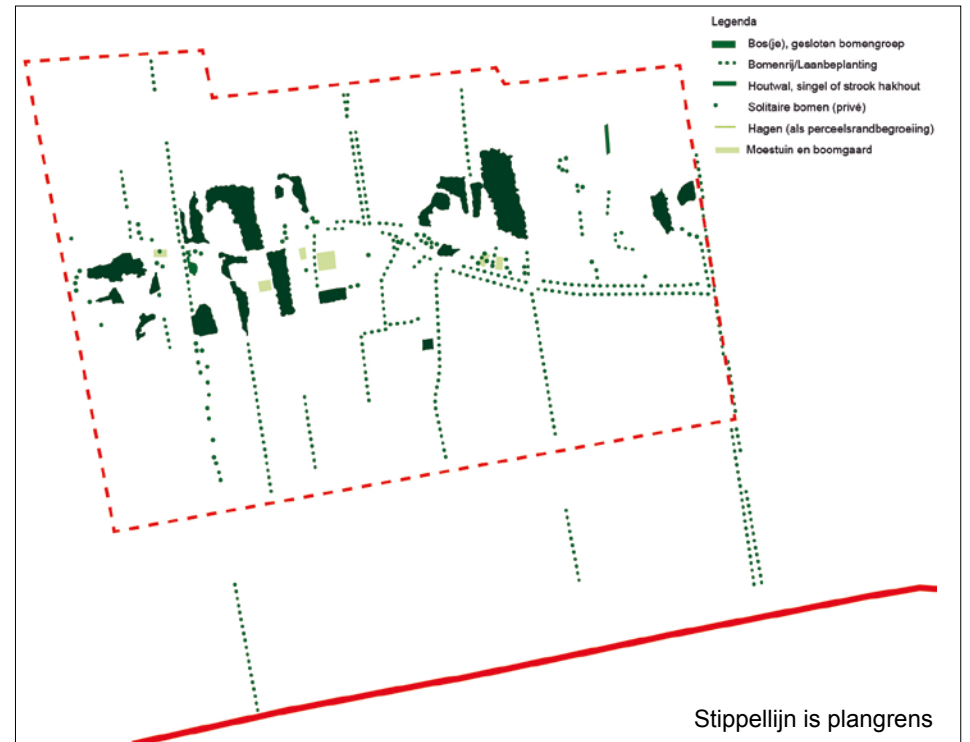 Legenda
Bos(je), gesloten bomengroep
Bomenrij/Laanbeplanting
Houtwal, singel of strook hakhout
Solitaire bomen (privé)
Hagen (als perceelsrandbegroeiing)
Moestuin en boomgaard
Stippellijn is plangrens